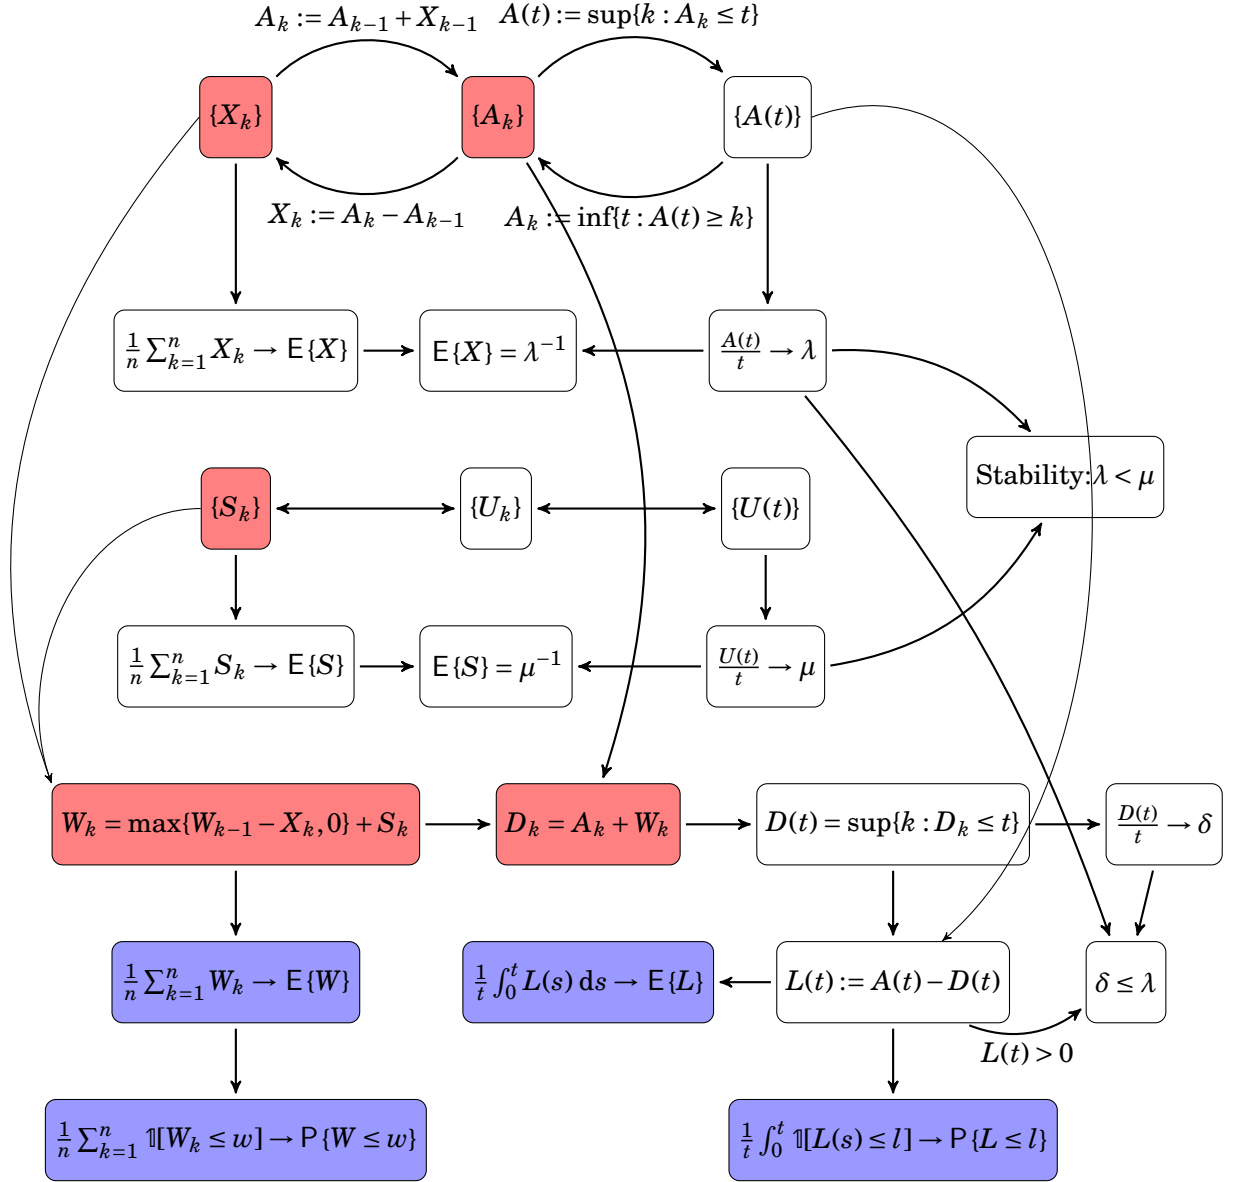 A_k := A_{k−1} + X_{k−1}
A(t) := sup{k : A_k ≤ t}
{X_k}
{A_k}
{A(t)}
X_k := A_k − A_{k−1}
A_k := inf{t : A(t) ≥ k}
1/n ∑_{k=1}^n X_k → E{X}
E{X} = λ^{−1}
A(t)/t → λ
Stability: λ < μ
{S_k}
{U_k}
{U(t)}
1/n ∑_{k=1}^n S_k → E{S}
E{S} = μ^{−1}
U(t)/t → μ
W_k = max{W_{k−1} − X_k, 0} + S_k
D_k = A_k + W_k
D(t) = sup{k : D_k ≤ t}
D(t)/t → δ
1/n ∑_{k=1}^n W_k → E{W}
1/t ∫_0^t L(s) ds → E{L}
L(t) := A(t) − D(t)
δ ≤ λ
L(t) > 0
1/n ∑_{k=1}^n 𝟙[W_k ≤ w] → P{W ≤ w}
1/t ∫_0^t 𝟙[L(s) ≤ l] → P{L ≤ l}